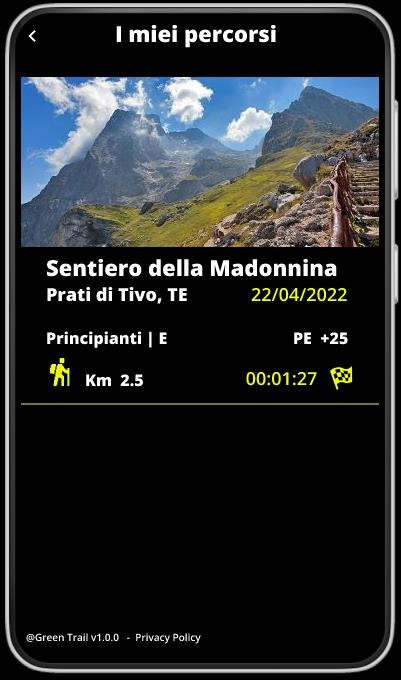 I miei percorsi
Sentiero della Madonnina
Prati di Tivo, TE 22/04/2022
Principianti | E PE +25
Km 2.5 00:01:27
@Green Trail v1.0.0 - Privacy Policy